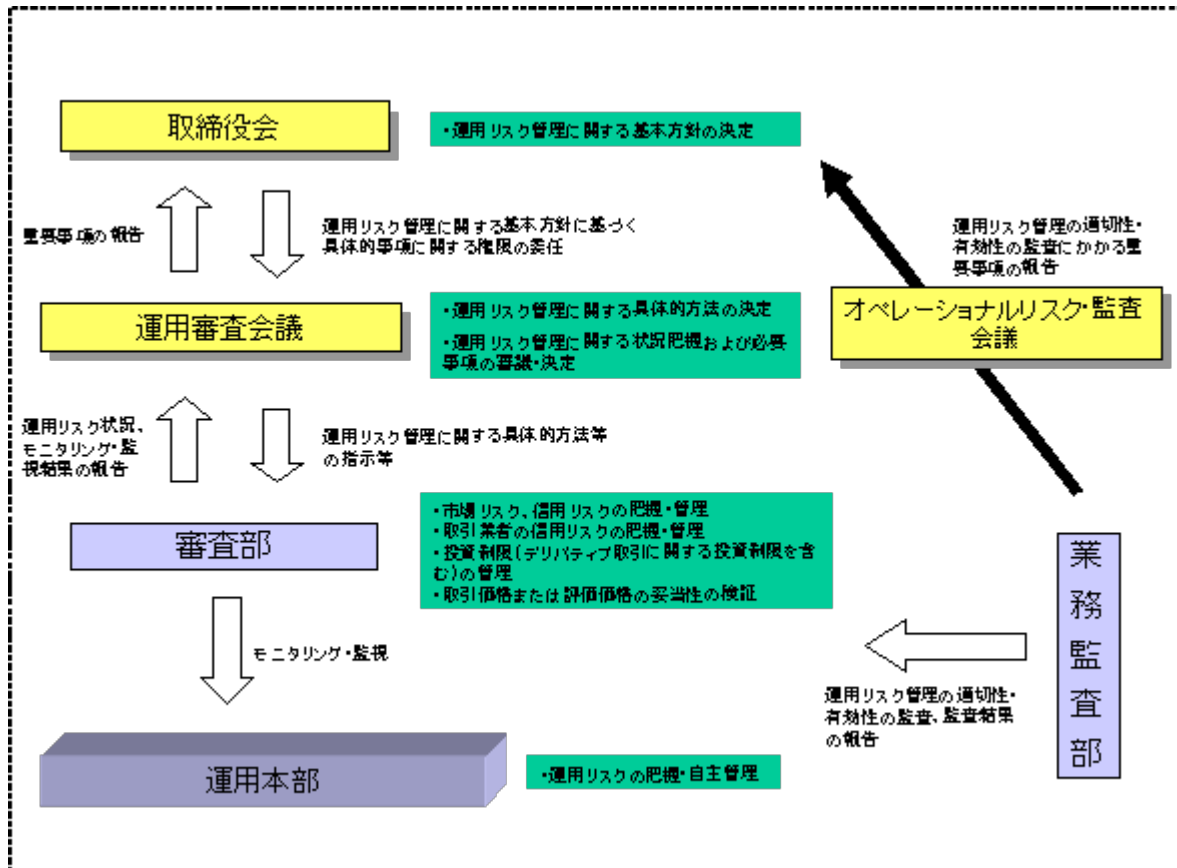 取締役会
・運用リスク管理に関する基本方針の決定
重要事項の報告
運用リスク管理に関する基本方針に基づく
具体的事項に関する権限の委任
運用リスク管理の適切性・
有効性の監査にかかる重
要事項の報告
運用審査会議
・運用リスク管理に関する具体的方法の決定
・運用リスク管理に関する状況把握および必要
事項の審議・決定
オペレーショナルリスク・監査
会議
運用リスク状況、
モニタリング・監
視結果の報告
運用リスク管理に関する具体的方法等
の指示等
審査部
・市場リスク、信用リスクの把握・管理
・取引業者の信用リスクの把握・管理
・投資制限(デリバティブ取引に関する投資制限を含
む)の管理
・取引価格または評価価格の妥当性の検証
業務監査部
モニタリング・監視
運用リスク管理の適切性・
有効性の監査、監査結果
の報告
運用本部
・運用リスクの把握・自主管理